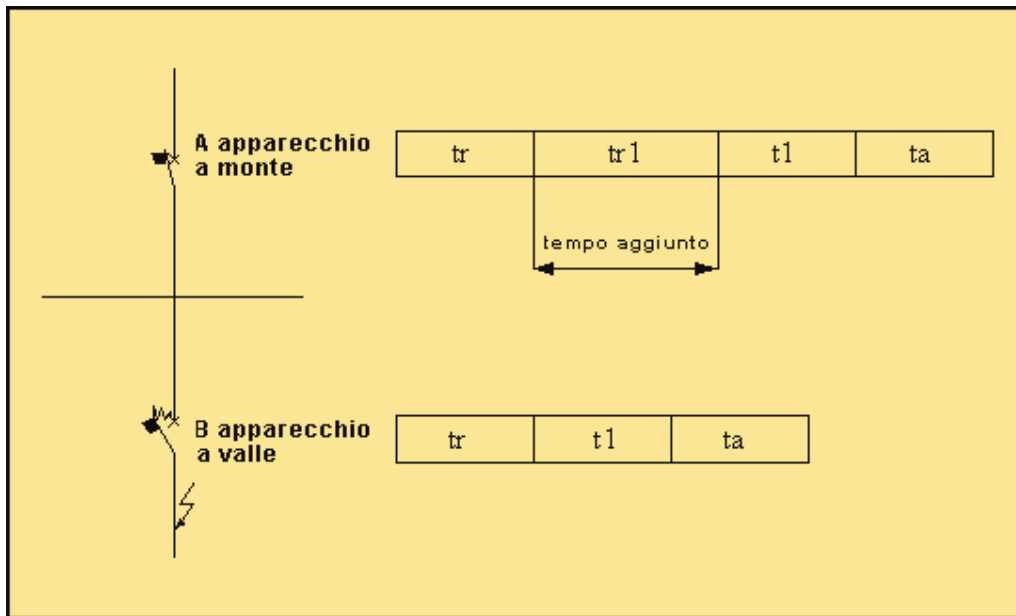 A apparecchio
a monte
tr tr1 t1 ta
tempo aggiunto
B apparecchio
a valle
tr t1 ta